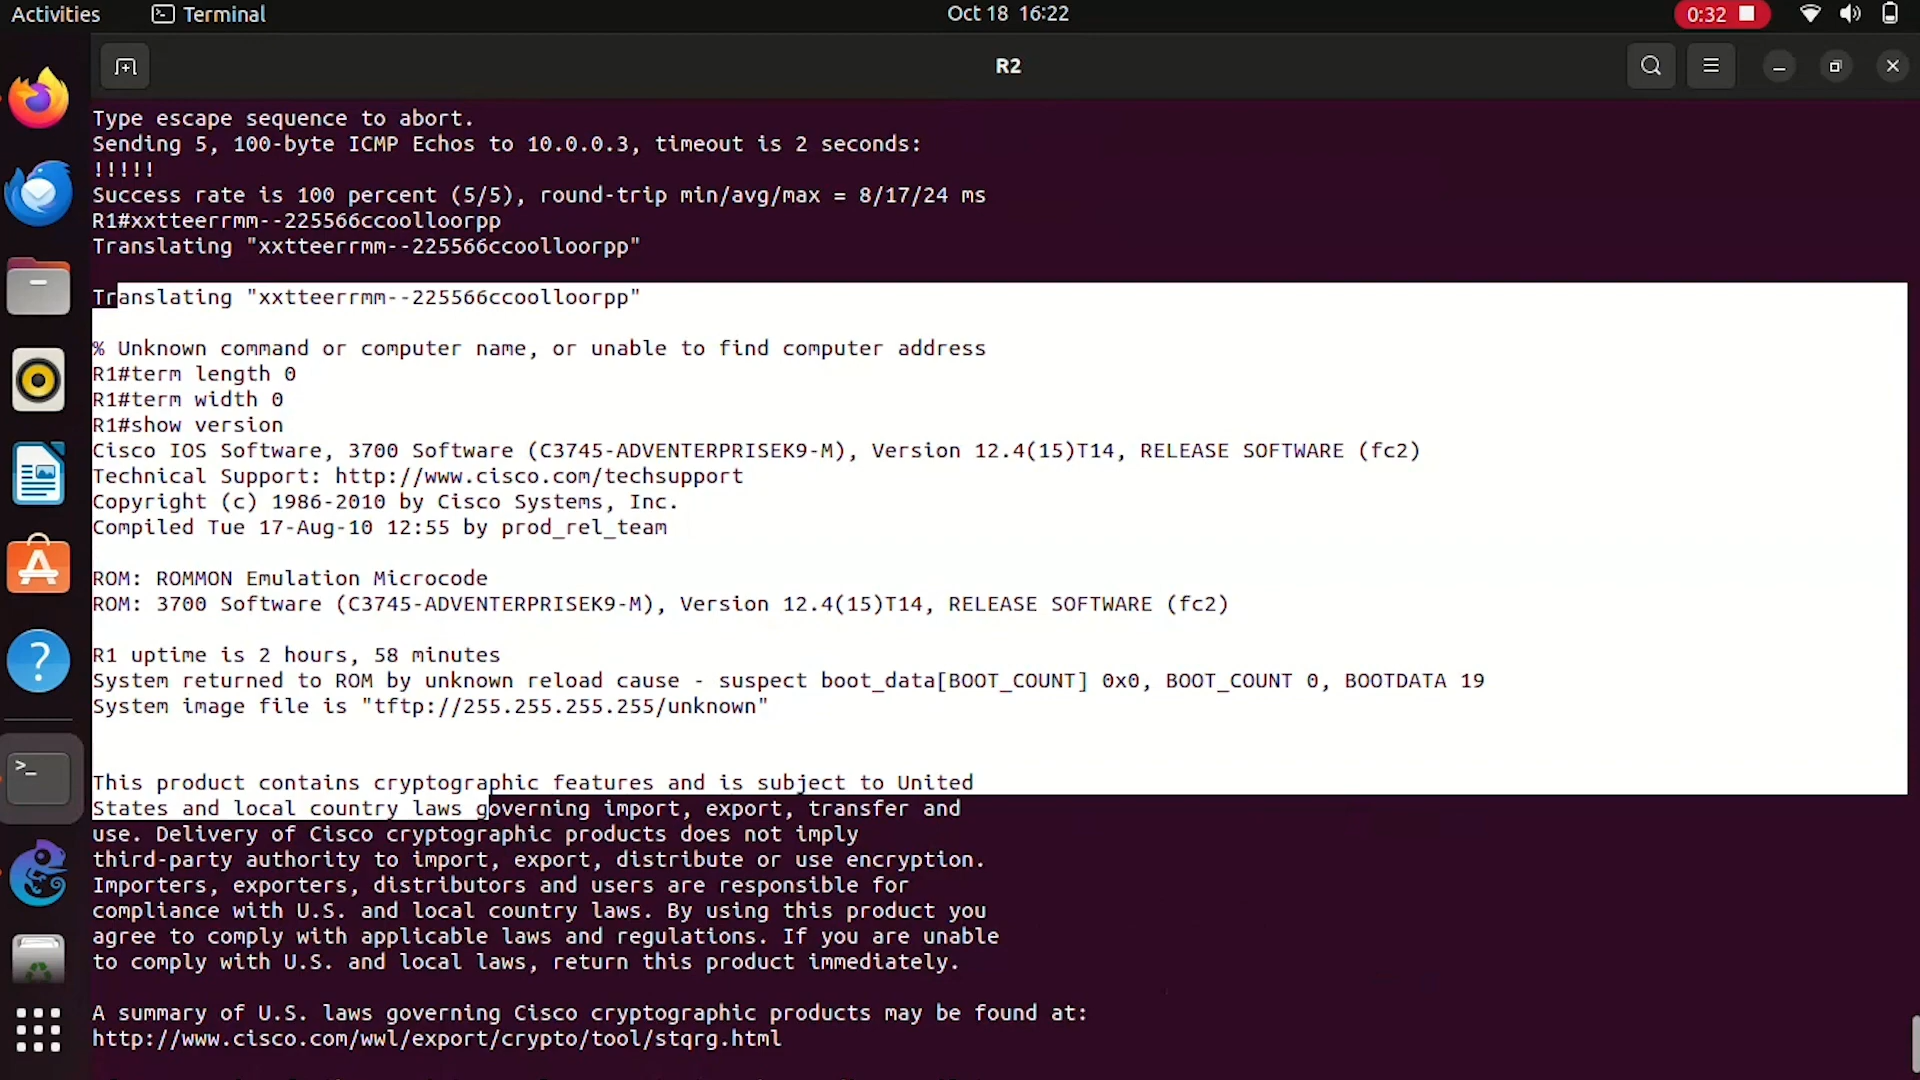 Activities
Terminal
Oct 18 16:22
0:32
R2
Type escape sequence to abort.
Sending 5, 100-byte ICMP Echos to 10.0.0.3, timeout is 2 seconds:
!!!!!
Success rate is 100 percent (5/5), round-trip min/avg/max = 8/17/24 ms
R1#xxtteerrmm--225566ccoolloorpp
Translating "xxtteerrmm--225566ccoolloorpp"
Translating "xxtteerrmm--225566ccoolloorpp"
% Unknown command or computer name, or unable to find computer address
R1#term length 0
R1#term width 0
R1#show version
Cisco IOS Software, 3700 Software (C3745-ADVENTERPRISEK9-M), Version 12.4(15)T14, RELEASE SOFTWARE (fc2)
Technical Support: http://www.cisco.com/techsupport
Copyright (c) 1986-2010 by Cisco Systems, Inc.
Compiled Tue 17-Aug-10 12:55 by prod_rel_team
ROM: ROMMON Emulation Microcode
ROM: 3700 Software (C3745-ADVENTERPRISEK9-M), Version 12.4(15)T14, RELEASE SOFTWARE (fc2)
R1 uptime is 2 hours, 58 minutes
System returned to ROM by unknown reload cause - suspect boot_data[BOOT_COUNT] 0x0, BOOT_COUNT 0, BOOTDATA 19
System image file is "tftp://255.255.255.255/unknown"
This product contains cryptographic features and is subject to United
States and local country laws governing import, export, transfer and
use. Delivery of Cisco cryptographic products does not imply
third-party authority to import, export, distribute or use encryption.
Importers, exporters, distributors and users are responsible for
compliance with U.S. and local country laws. By using this product you
agree to comply with applicable laws and regulations. If you are unable
to comply with U.S. and local laws, return this product immediately.
A summary of U.S. laws governing Cisco cryptographic products may be found at:
http://www.cisco.com/wwl/export/crypto/tool/stqrg.html